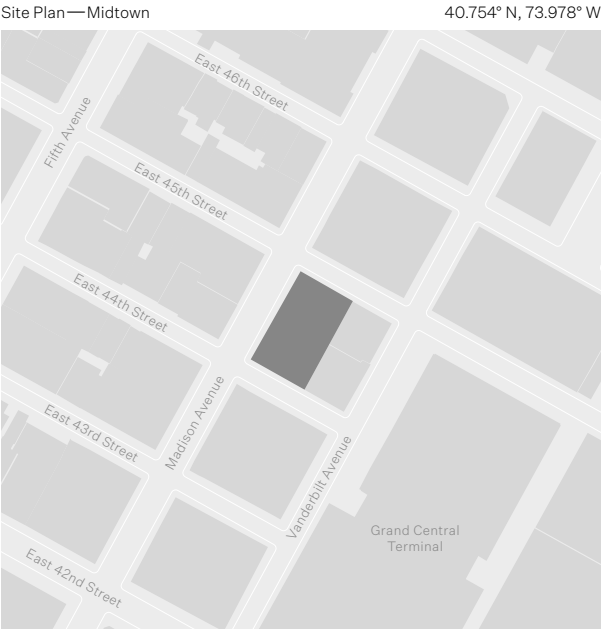 Site Plan—Midtown
40.754° N, 73.978° W
East 46th Street
Fifth Avenue
East 45th Street
East 44th Street
Madison Avenue
East 43rd Street
Vanderbilt Avenue
Grand Central
Terminal
East 42nd Street